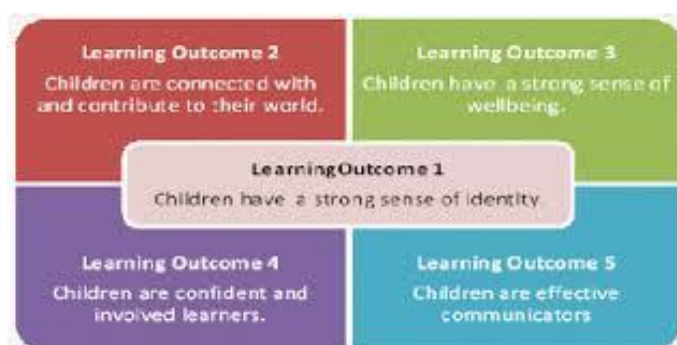 Learning Outcome 2
Children are connected with
and contribute to their world.
Learning Outcome 3
Children have a strong sense of
wellbeing.
Learning Outcome 1
Children have a strong sense of identity
Learning Outcome 4
Children are confident and
involved learners.
Learning Outcome 5
Children are effective
communicators